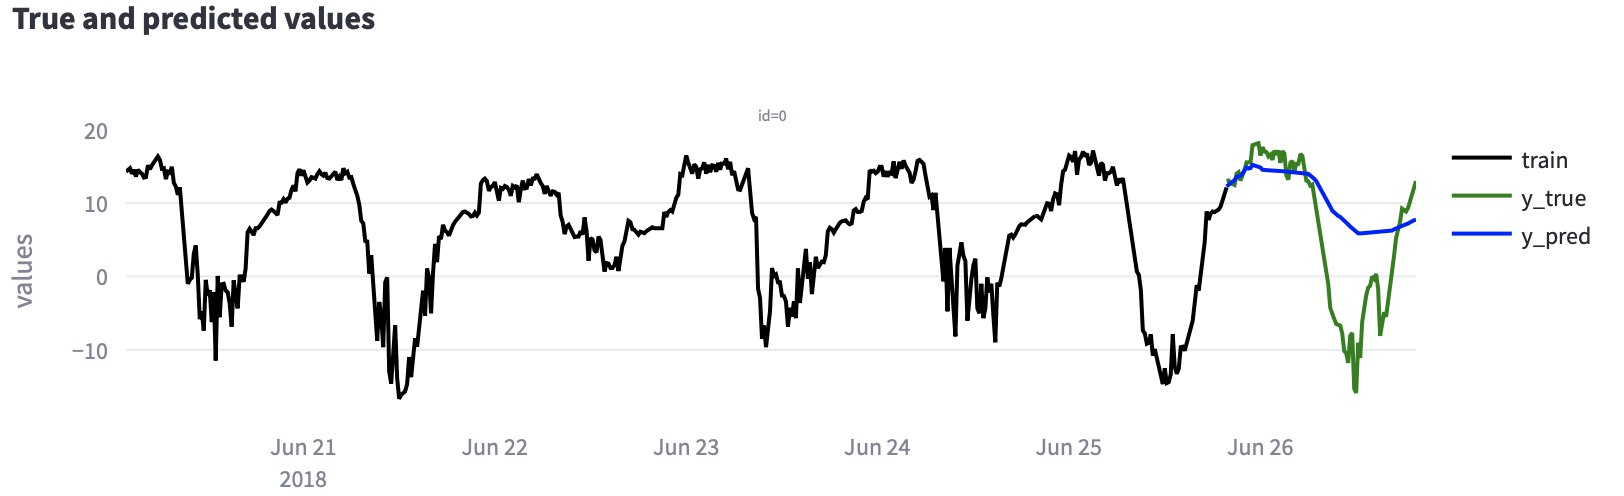 True and predicted values
id=0
20
10
0
−10
values
Jun 21
2018
Jun 22
Jun 23
Jun 24
Jun 25
Jun 26
train
y_true
y_pred